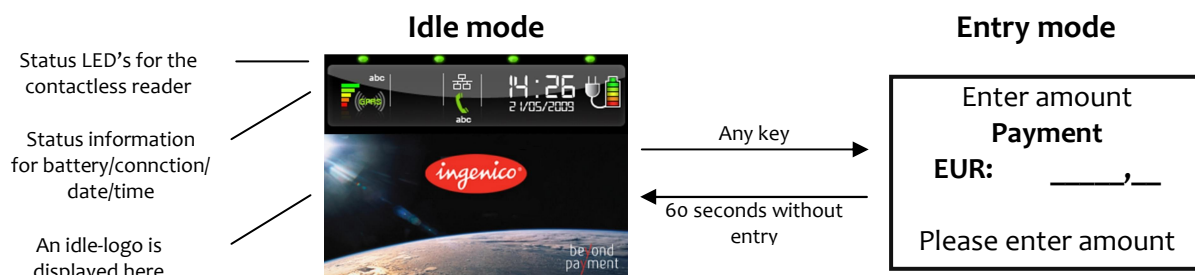 Idle mode
Entry mode
Status LED's for the
contactless reader
Status information
for battery/connction/
date/time
An idle-logo is
displayed here
abc
GPRS
abc
14:26
21/05/2009
ingenico
beyond
payment
Any key
60 seconds without
entry
Enter amount
Payment
EUR: _____,__
Please enter amount